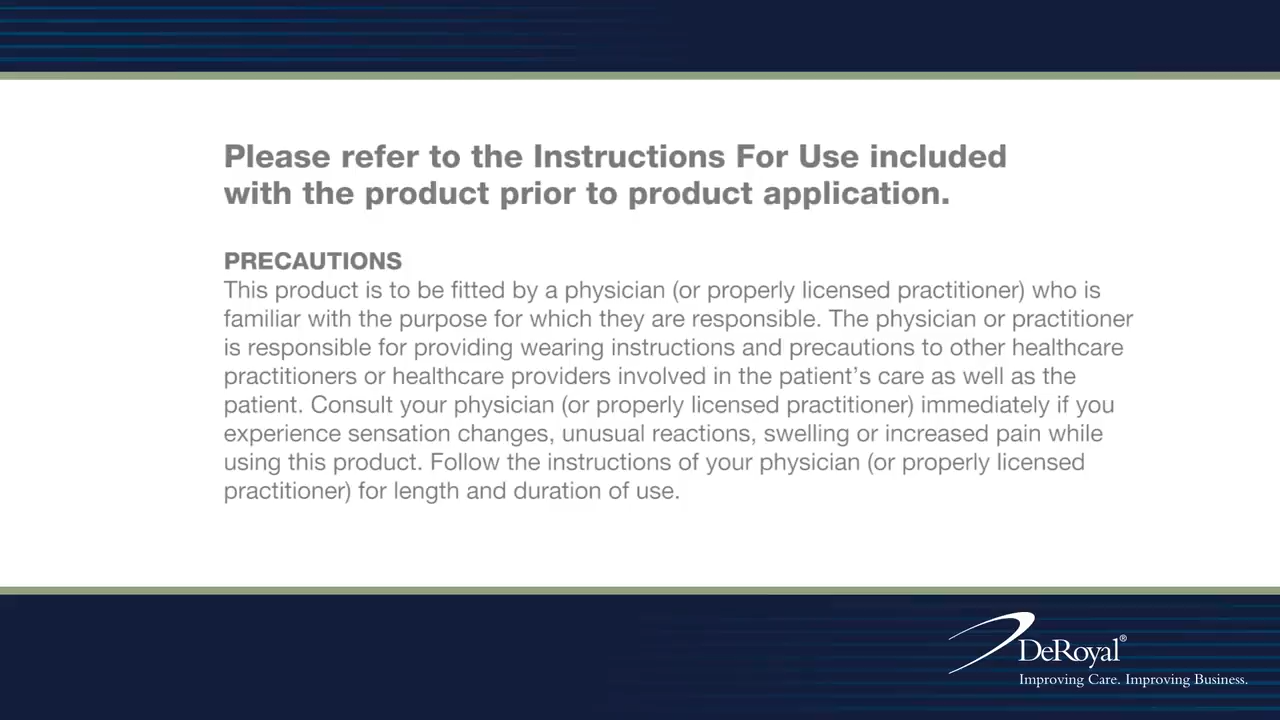 Please refer to the Instructions For Use included
with the product prior to product application.
PRECAUTIONS
This product is to be fitted by a physician (or properly licensed practitioner) who is
familiar with the purpose for which they are responsible. The physician or practitioner
is responsible for providing wearing instructions and precautions to other healthcare
practitioners or healthcare providers involved in the patient’s care as well as the
patient. Consult your physician (or properly licensed practitioner) immediately if you
experience sensation changes, unusual reactions, swelling or increased pain while
using this product. Follow the instructions of your physician (or properly licensed
practitioner) for length and duration of use.
DeRoyal®
Improving Care. Improving Business.